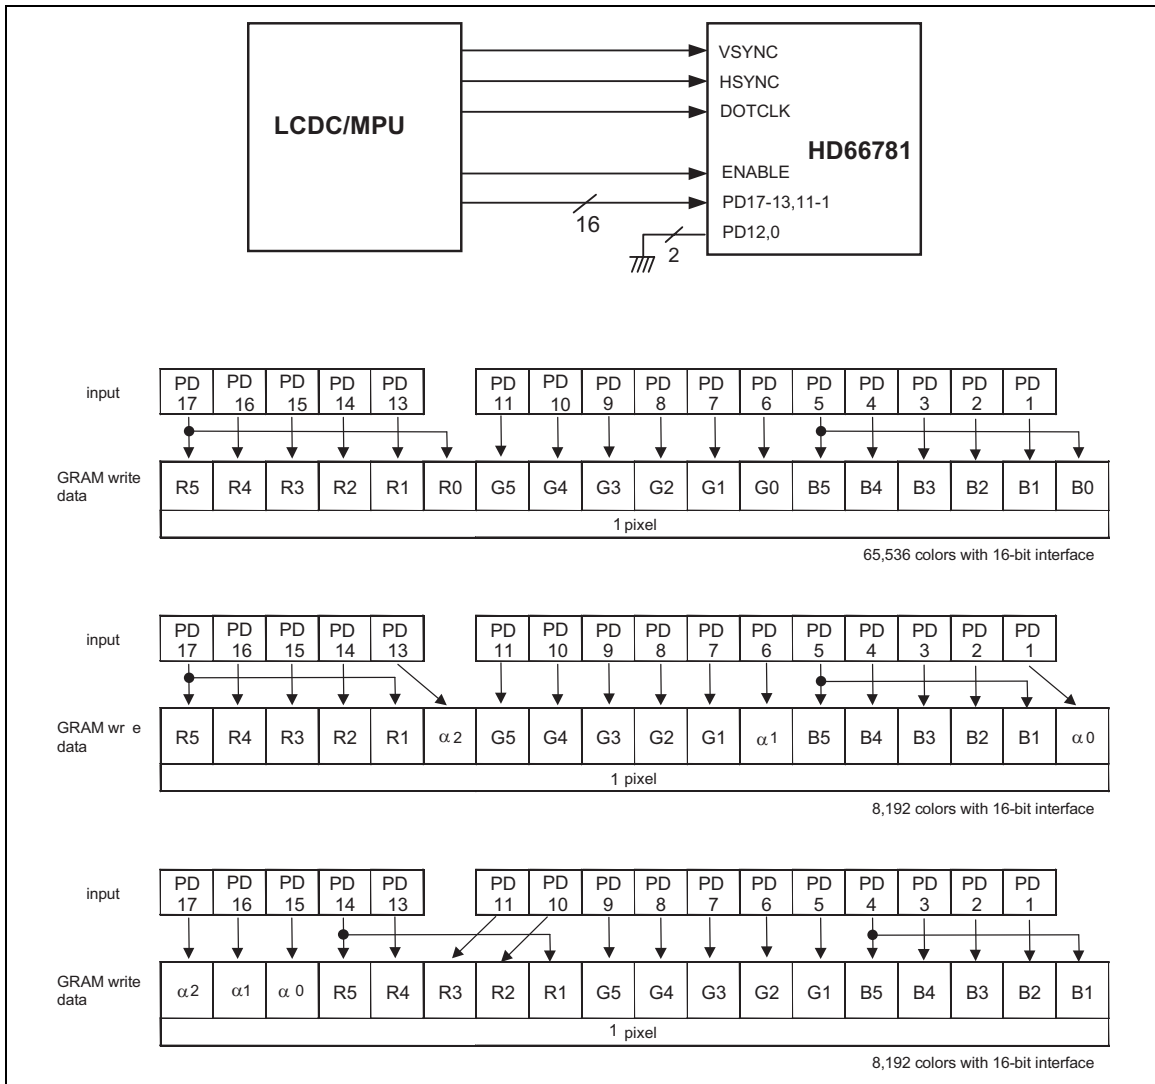 VSYNC
HSYNC
DOTCLK
LCDC/MPU
HD66781
ENABLE
PD17-13,11-1
16
PD12,0
2
input
PD 17 PD 16 PD 15 PD 14 PD 13 PD 11 PD 10 PD 9 PD 8 PD 7 PD 6 PD 5 PD 4 PD 3 PD 2 PD 1
GRAM write
data
R5 R4 R3 R2 R1 R0 G5 G4 G3 G2 G1 G0 B5 B4 B3 B2 B1 B0
1 pixel
65,536 colors with 16-bit interface
input
PD 17 PD 16 PD 15 PD 14 PD 13 PD 11 PD 10 PD 9 PD 8 PD 7 PD 6 PD 5 PD 4 PD 3 PD 2 PD 1
GRAM wr e
data
R5 R4 R3 R2 R1 α2 G5 G4 G3 G2 G1 α1 B5 B4 B3 B2 B1 α0
1 pixel
8,192 colors with 16-bit interface
input
PD 17 PD 16 PD 15 PD 14 PD 13 PD 11 PD 10 PD 9 PD 8 PD 7 PD 6 PD 5 PD 4 PD 3 PD 2 PD 1
GRAM write
data
α2 α1 α0 R5 R4 R3 R2 R1 G5 G4 G3 G2 G1 B5 B4 B3 B2 B1
1 pixel
8,192 colors with 16-bit interface